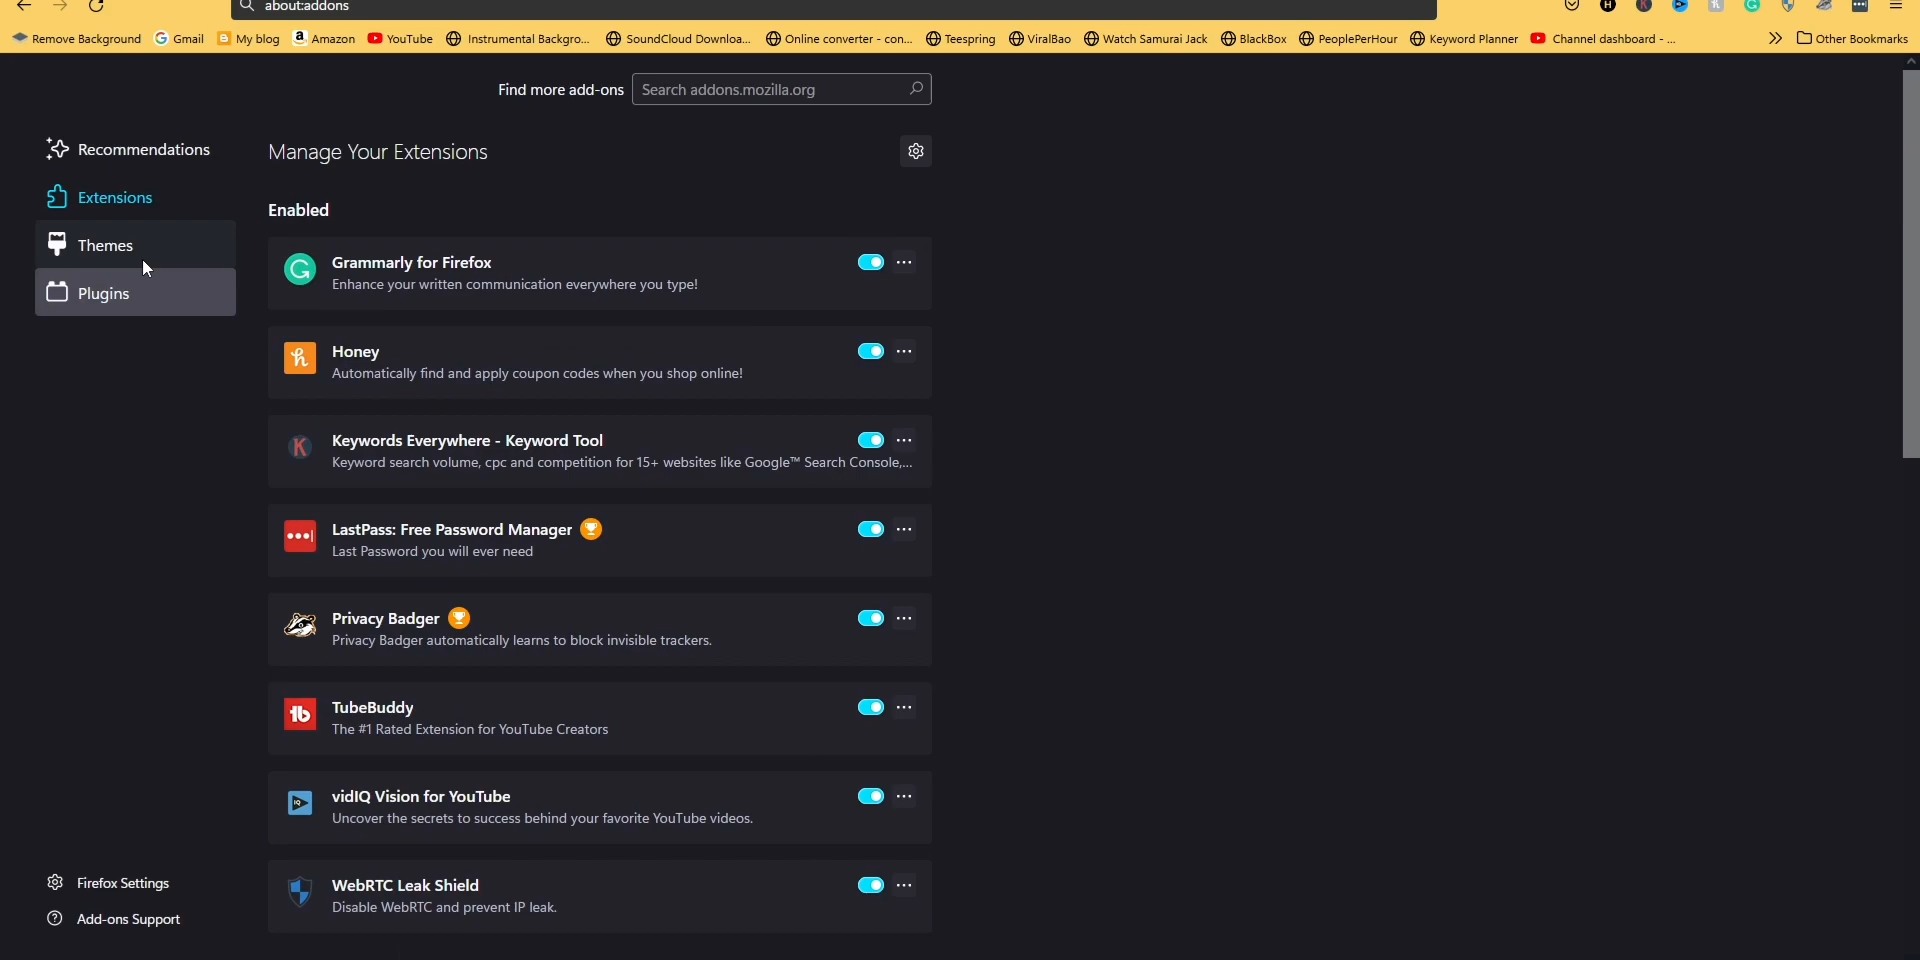 about:addons
Remove Background Gmail My blog Amazon YouTube Instrumental Backgro... SoundCloud Downloa... Online converter - con... Teespring ViralBao Watch Samurai Jack BlackBox PeoplePerHour Keyword Planner Channel dashboard - ... Other Bookmarks
Find more add-ons Search addons.mozilla.org
Recommendations
Manage Your Extensions
Extensions
Enabled
Themes
Plugins
Grammarly for Firefox
Enhance your written communication everywhere you type!
Honey
Automatically find and apply coupon codes when you shop online!
Keywords Everywhere - Keyword Tool
Keyword search volume, cpc and competition for 15+ websites like Google™ Search Console,...
LastPass: Free Password Manager
Last Password you will ever need
Privacy Badger
Privacy Badger automatically learns to block invisible trackers.
TubeBuddy
The #1 Rated Extension for YouTube Creators
vidIQ Vision for YouTube
Uncover the secrets to success behind your favorite YouTube videos.
WebRTC Leak Shield
Disable WebRTC and prevent IP leak.
Firefox Settings
Add-ons Support